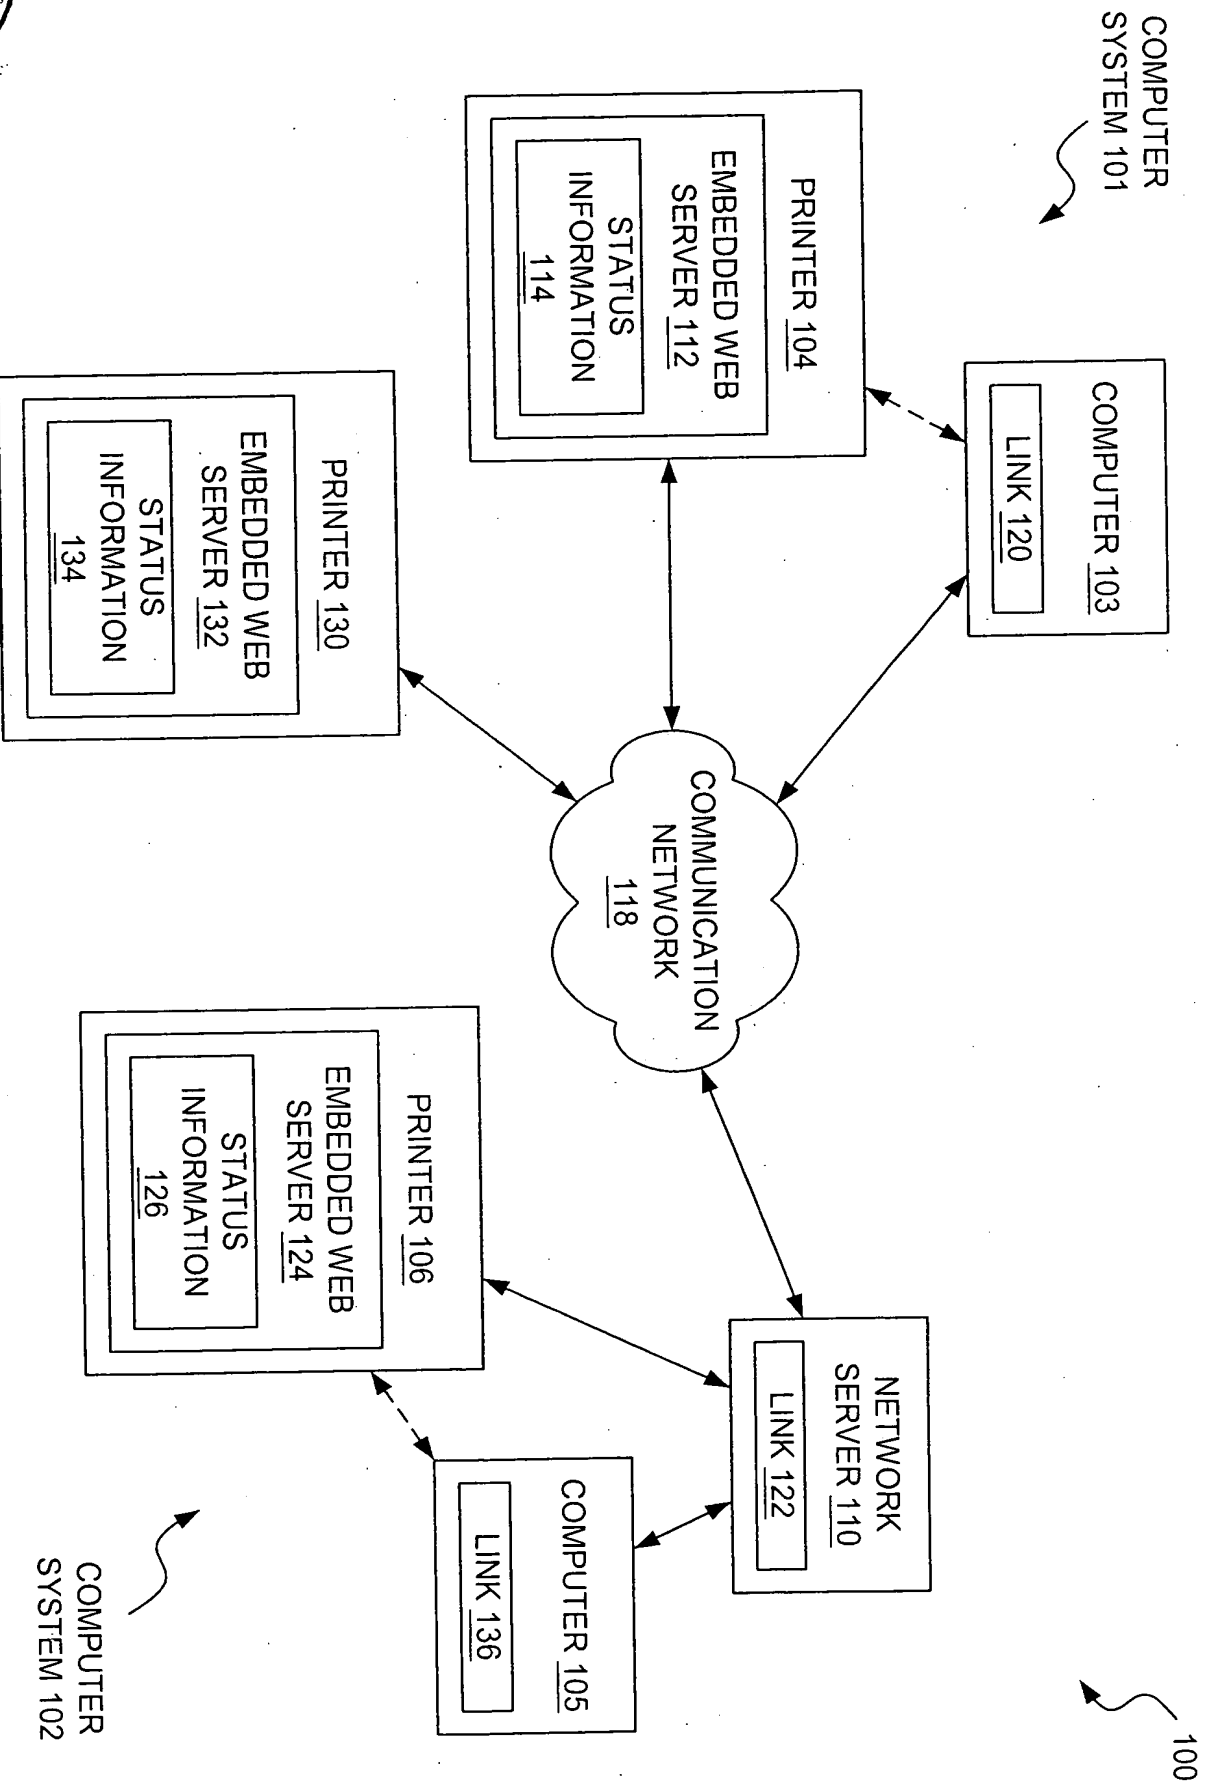 100
COMPUTER
SYSTEM 101
COMPUTER 103
LINK 120
NETWORK
SERVER 110
LINK 122
PRINTER 104
EMBEDDED WEB
SERVER 112
STATUS
INFORMATION
114
COMMUNICATION
NETWORK
118
COMPUTER 105
LINK 136
PRINTER 106
EMBEDDED WEB
SERVER 124
STATUS
INFORMATION
126
PRINTER 130
EMBEDDED WEB
SERVER 132
STATUS
INFORMATION
134
COMPUTER
SYSTEM 102